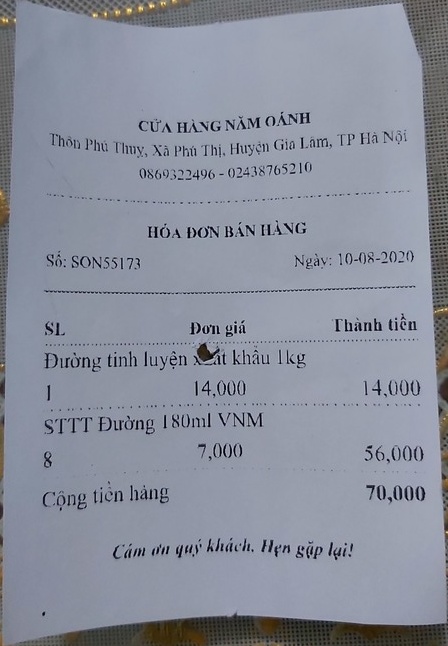 CỬA HÀNG NĂM OÁNH
Thôn Phú Thụy, Xã Phú Thị, Huyện Gia Lâm, TP Hà Nội
0869322496 - 02438765210
HÓA ĐƠN BÁN HÀNG
Số: SON55173 Ngày: 10-08-2020
SL Đơn giá Thành tiền
Đường tinh luyện xuất khẩu 1kg
1 14,000 14,000
STTT Đường 180ml VNM
8 7,000 56,000
Cộng tiền hàng 70,000
Cảm ơn quý khách. Hẹn gặp lại!